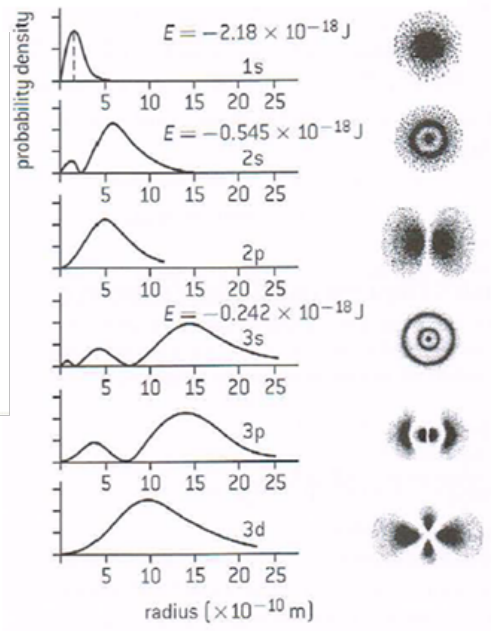 probability density
E = −2.18 × 10⁻¹⁸ J
1s
5 10 15 20 25
E = −0.545 × 10⁻¹⁸ J
2s
5 10 15 20 25
2p
5 10 15 20 25
E = −0.242 × 10⁻¹⁸ J
3s
5 10 15 20 25
3p
5 10 15 20 25
3d
5 10 15 20 25
radius (×10⁻¹⁰ m)